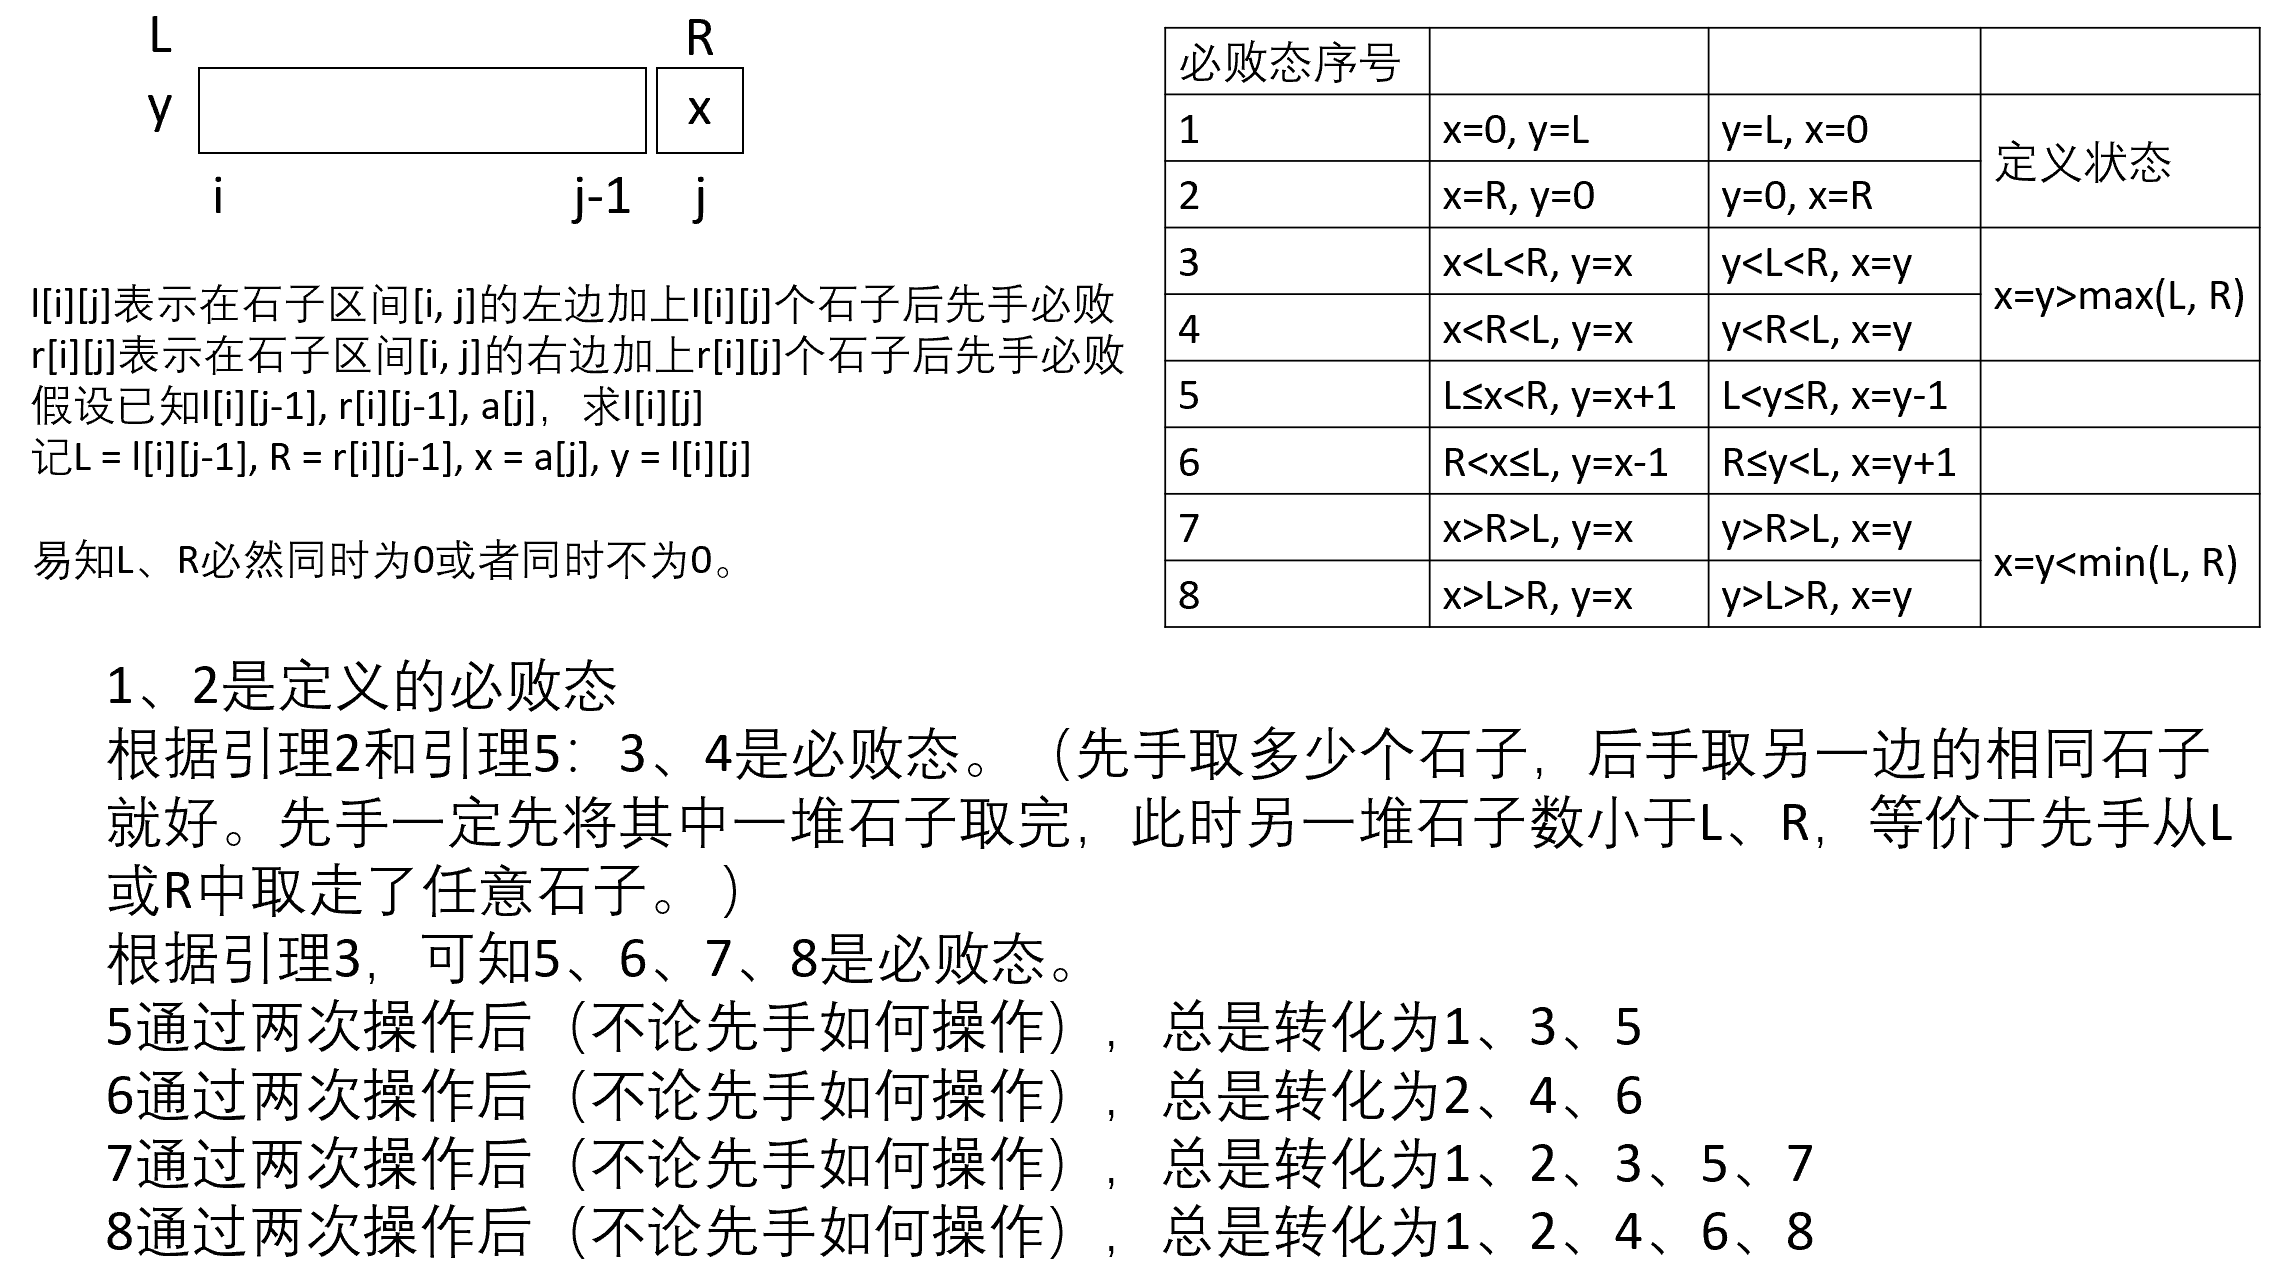 L R
y x
i j-1 j
l[i][j]表示在石子区间[i, j]的左边加上l[i][j]个石子后先手必败
r[i][j]表示在石子区间[i, j]的右边加上r[i][j]个石子后先手必败
假设已知l[i][j-1], r[i][j-1], a[j]，求l[i][j]
记L = l[i][j-1], R = r[i][j-1], x = a[j], y = l[i][j]
易知L、R必然同时为0或者同时不为0。
必败态序号
1 x=0, y=L y=L, x=0
定义状态
2 x=R, y=0 y=0, x=R
3 x<L<R, y=x y<L<R, x=y
x=y>max(L, R)
4 x<R<L, y=x y<R<L, x=y
5 L≤x<R, y=x+1 L<y≤R, x=y-1
6 R<x≤L, y=x-1 R≤y<L, x=y+1
7 x>R>L, y=x y>R>L, x=y
x=y<min(L, R)
8 x>L>R, y=x y>L>R, x=y
1、2是定义的必败态
根据引理2和引理5：3、4是必败态。（先手取多少个石子，后手取另一边的相同石子
就好。先手一定先将其中一堆石子取完，此时另一堆石子数小于L、R，等价于先手从L
或R中取走了任意石子。）
根据引理3，可知5、6、7、8是必败态。
5通过两次操作后（不论先手如何操作），总是转化为1、3、5
6通过两次操作后（不论先手如何操作），总是转化为2、4、6
7通过两次操作后（不论先手如何操作），总是转化为1、2、3、5、7
8通过两次操作后（不论先手如何操作），总是转化为1、2、4、6、8